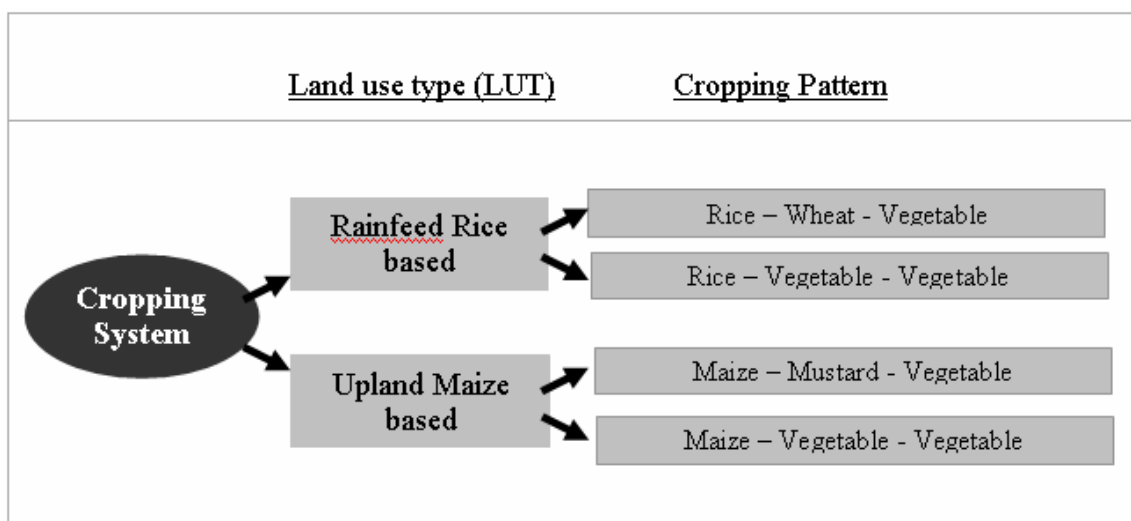 Land use type (LUT)
Cropping Pattern
Cropping
System
Rainfeed Rice
based
Rice – Wheat - Vegetable
Rice – Vegetable - Vegetable
Upland Maize
based
Maize – Mustard - Vegetable
Maize – Vegetable - Vegetable